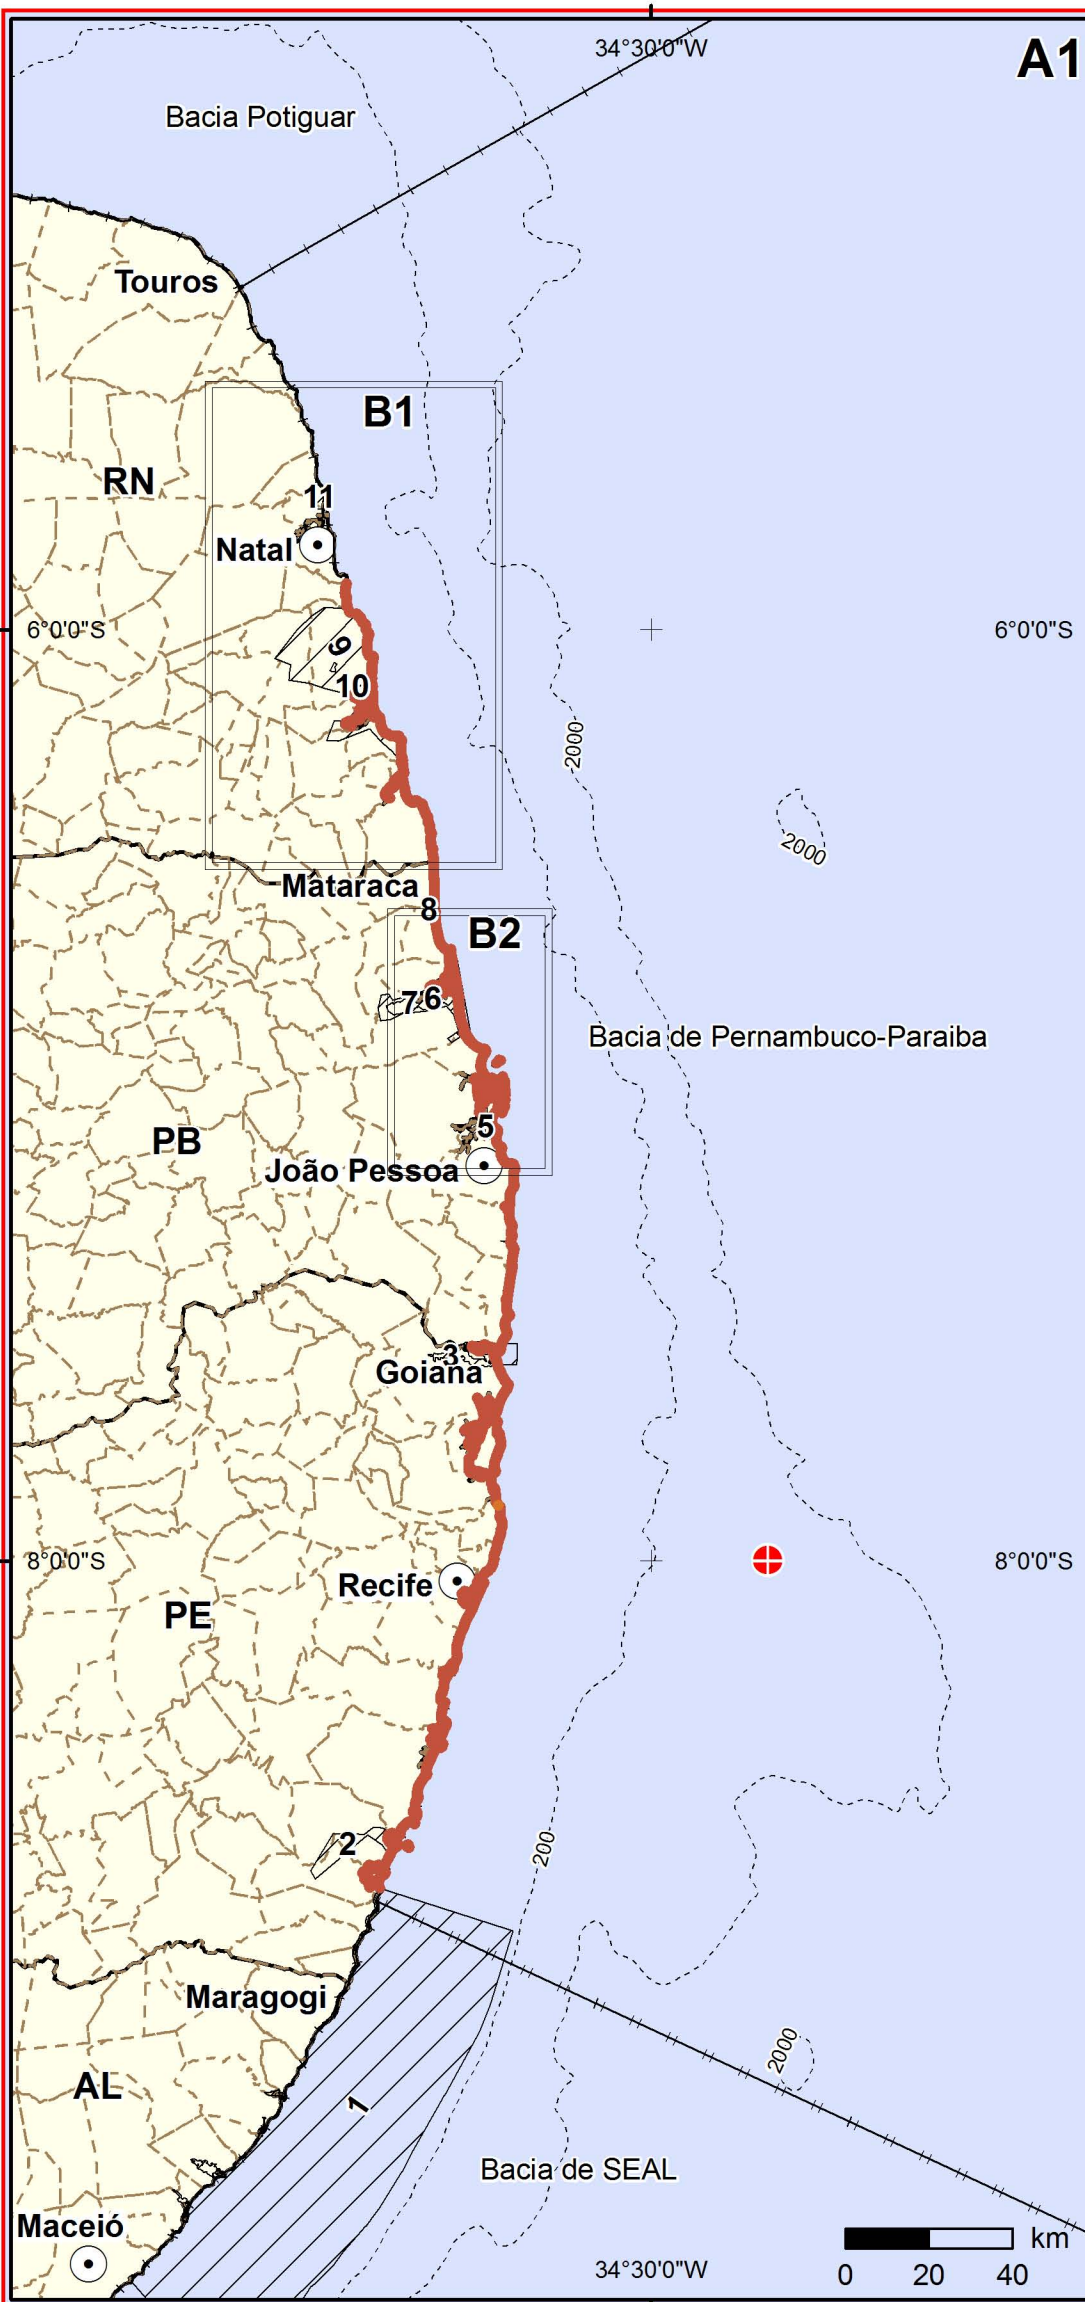 34°30'0"W
A1
Bacia Potiguar
Touros
B1
RN
11
Natal
6°0'0"S
6°0'0"S
9
10
2000
2000
Mataraca
8
B2
7
6
Bacia de Pernambuco-Paraiba
5
PB
João Pessoa
3
Goiana
8°0'0"S
8°0'0"S
Recife
PE
2
200
Maragogi
2000
AL
1
Bacia de SEAL
Maceió
km
34°30'0"W
0 20 40